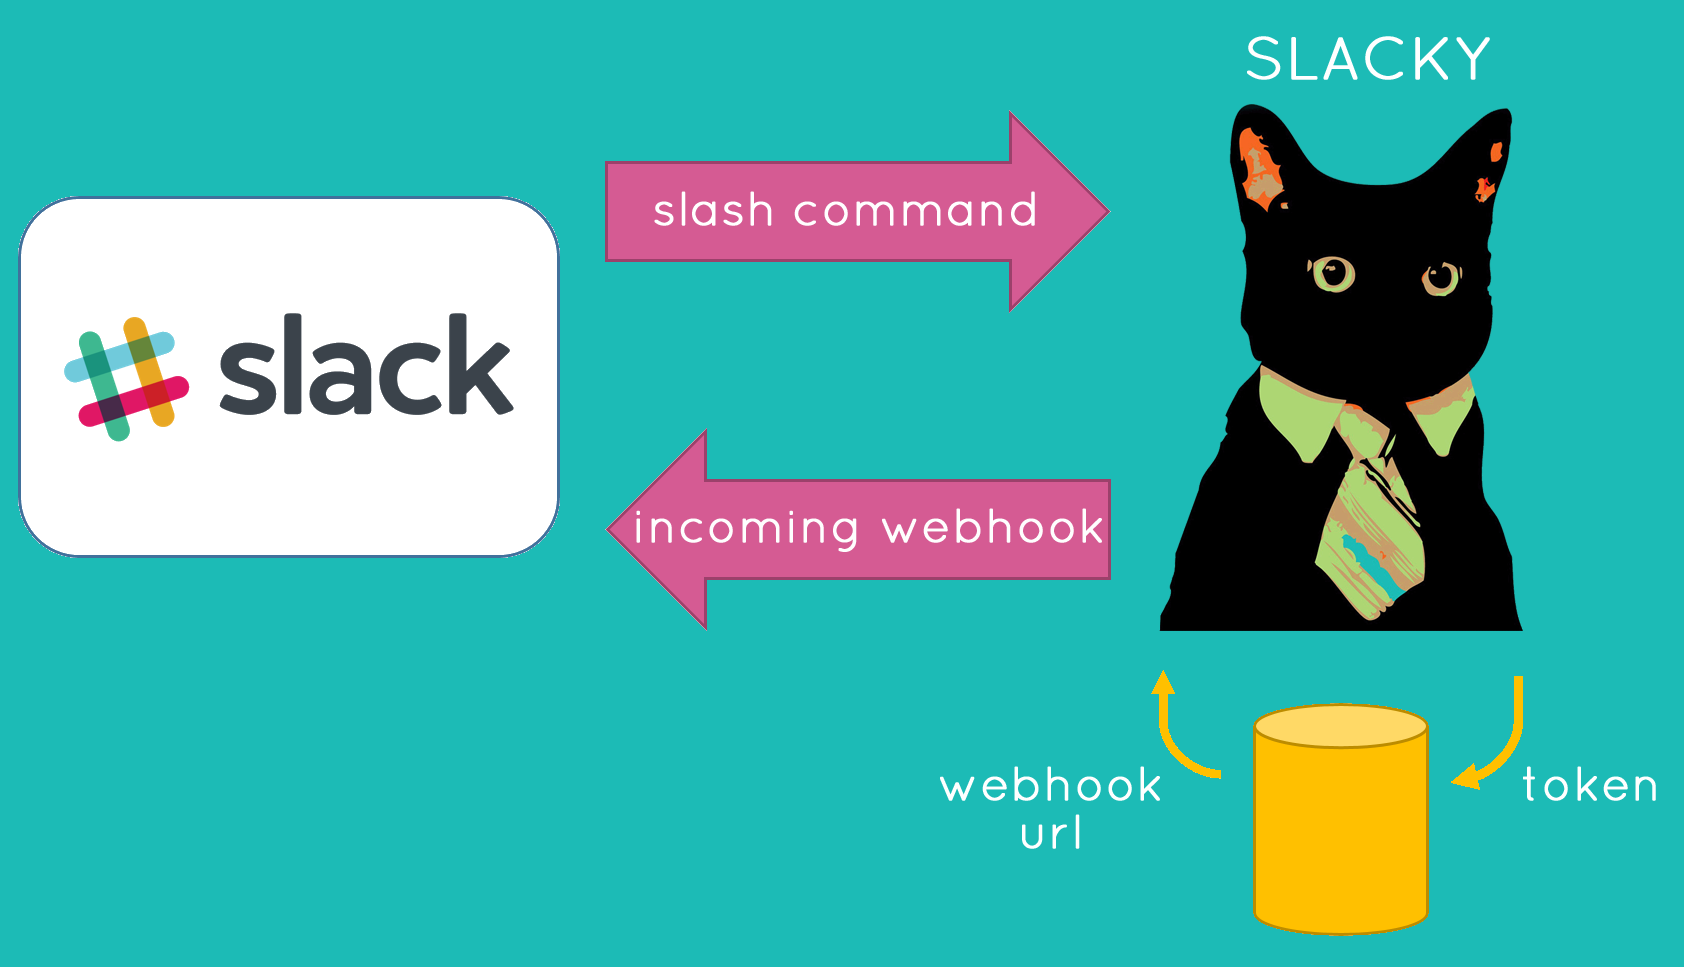 SLACKY
slash command
slack
incoming webhook
webhook
url
token